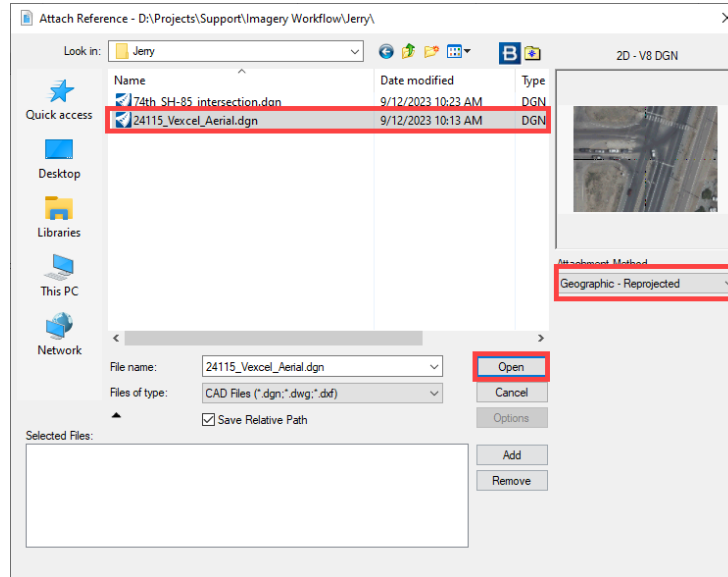 Attach Reference - D:\Projects\Support\Imagery Workflow\Jerry\
Look in: Jerry
2D - V8 DGN
Name Date modified Type
74th_SH-85_intersection.dgn 9/12/2023 10:23 AM DGN
24115_Vexcel_Aerial.dgn 9/12/2023 10:13 AM DGN
Quick access
Desktop
Libraries
This PC
Network
Attachment Method
Geographic - Reprojected
File name: 24115_Vexcel_Aerial.dgn Open
Files of type: CAD Files (*.dgn;*.dwg;*.dxf) Cancel
Save Relative Path Options
Selected Files:
Add
Remove